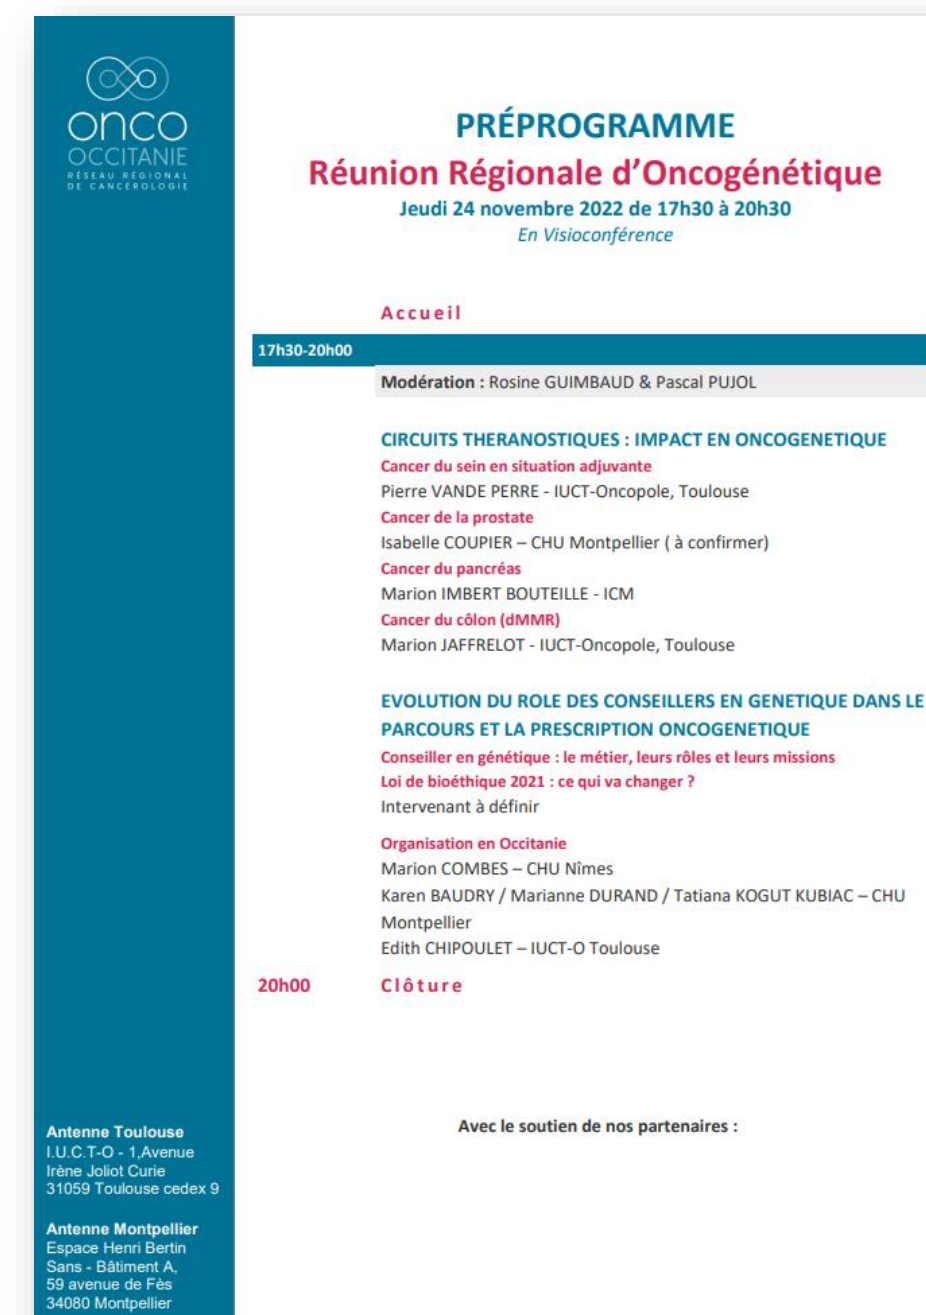 onco
OCCITANIE
RÉSEAU RÉGIONAL
DE CANCÉROLOGIE
PRÉPROGRAMME
Réunion Régionale d’Oncogénétique
Jeudi 24 novembre 2022 de 17h30 à 20h30
En Visioconférence
Accueil
17h30-20h00
Modération : Rosine GUIMBAUD & Pascal PUJOL
CIRCUITS THERANOSTIQUES : IMPACT EN ONCOGENETIQUE
Cancer du sein en situation adjuvante
Pierre VANDE PERRE - IUCT-Oncopole, Toulouse
Cancer de la prostate
Isabelle COUPIER – CHU Montpellier ( à confirmer)
Cancer du pancréas
Marion IMBERT BOUTEILLE - ICM
Cancer du côlon (dMMR)
Marion JAFFRELOT - IUCT-Oncopole, Toulouse
EVOLUTION DU ROLE DES CONSEILLERS EN GENETIQUE DANS LE
PARCOURS ET LA PRESCRIPTION ONCOGENETIQUE
Conseiller en génétique : le métier, leurs rôles et leurs missions
Loi de bioéthique 2021 : ce qui va changer ?
Intervenant à définir
Organisation en Occitanie
Marion COMBES – CHU Nîmes
Karen BAUDRY / Marianne DURAND / Tatiana KOGUT KUBIAC – CHU
Montpellier
Edith CHIPOULET – IUCT-O Toulouse
20h00 Clôture
Avec le soutien de nos partenaires :
Antenne Toulouse
I.U.C.T-O - 1,Avenue
Irène Joliot Curie
31059 Toulouse cedex 9
Antenne Montpellier
Espace Henri Bertin
Sans - Bâtiment A,
59 avenue de Fès
34080 Montpellier